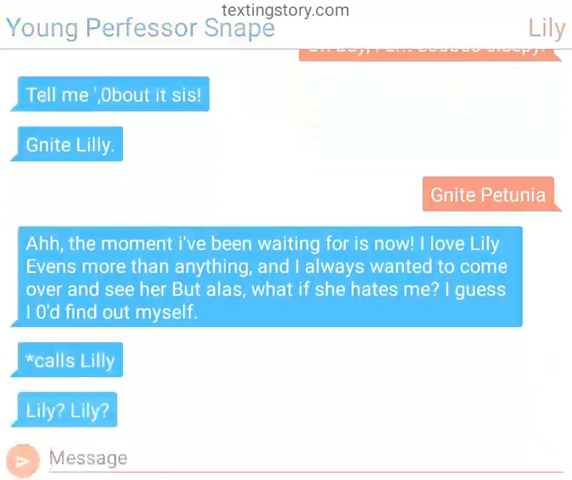 textingstory.com
Young Perfessor Snape
Lily
Tell me ',0bout it sis!
Gnite Lilly.
Gnite Petunia
Ahh, the moment i've been waiting for is now! I love Lily
Evens more than anything, and I always wanted to come
over and see her But alas, what if she hates me? I guess
I 0'd find out myself.
*calls Lilly
Lily? Lily?
Message